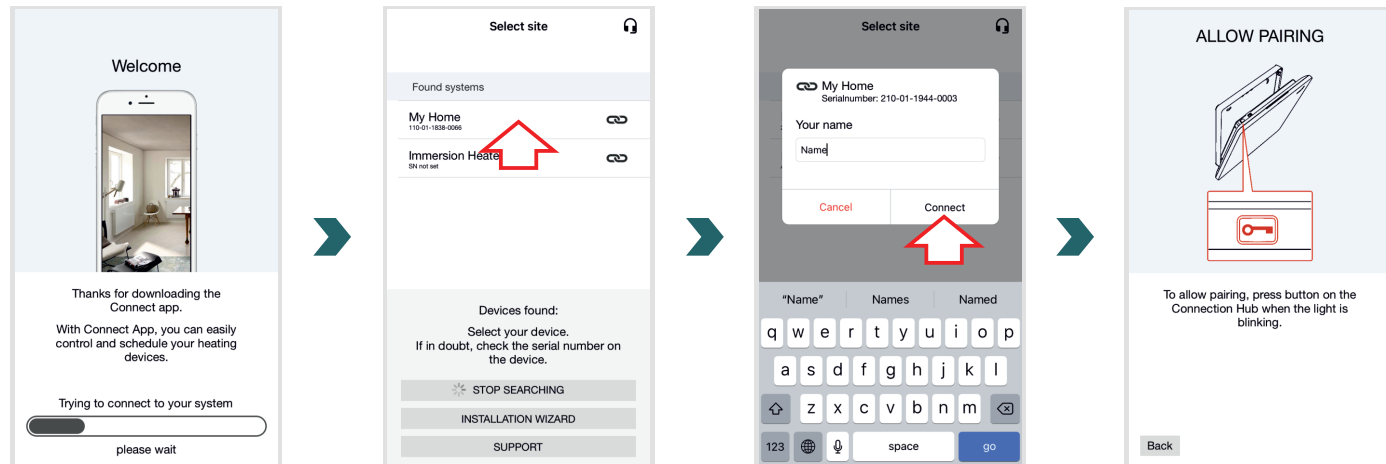 Welcome
Thanks for downloading the
Connect app.
With Connect App, you can easily
control and schedule your heating
devices.
Trying to connect to your system
please wait
Select site
Found systems
My Home
110-01-1838-0066
Immersion Heate
SN not set
Devices found:
Select your device.
If in doubt, check the serial number on
the device.
STOP SEARCHING
INSTALLATION WIZARD
SUPPORT
Select site
My Home
Serialnumber: 210-01-1944-0003
Your name
Name
Cancel Connect
"Name" Names Named
q w e r t y u i o p
a s d f g h j k l
z x c v b n m
123 space go
ALLOW PAIRING
To allow pairing, press button on the
Connection Hub when the light is
blinking.
Back